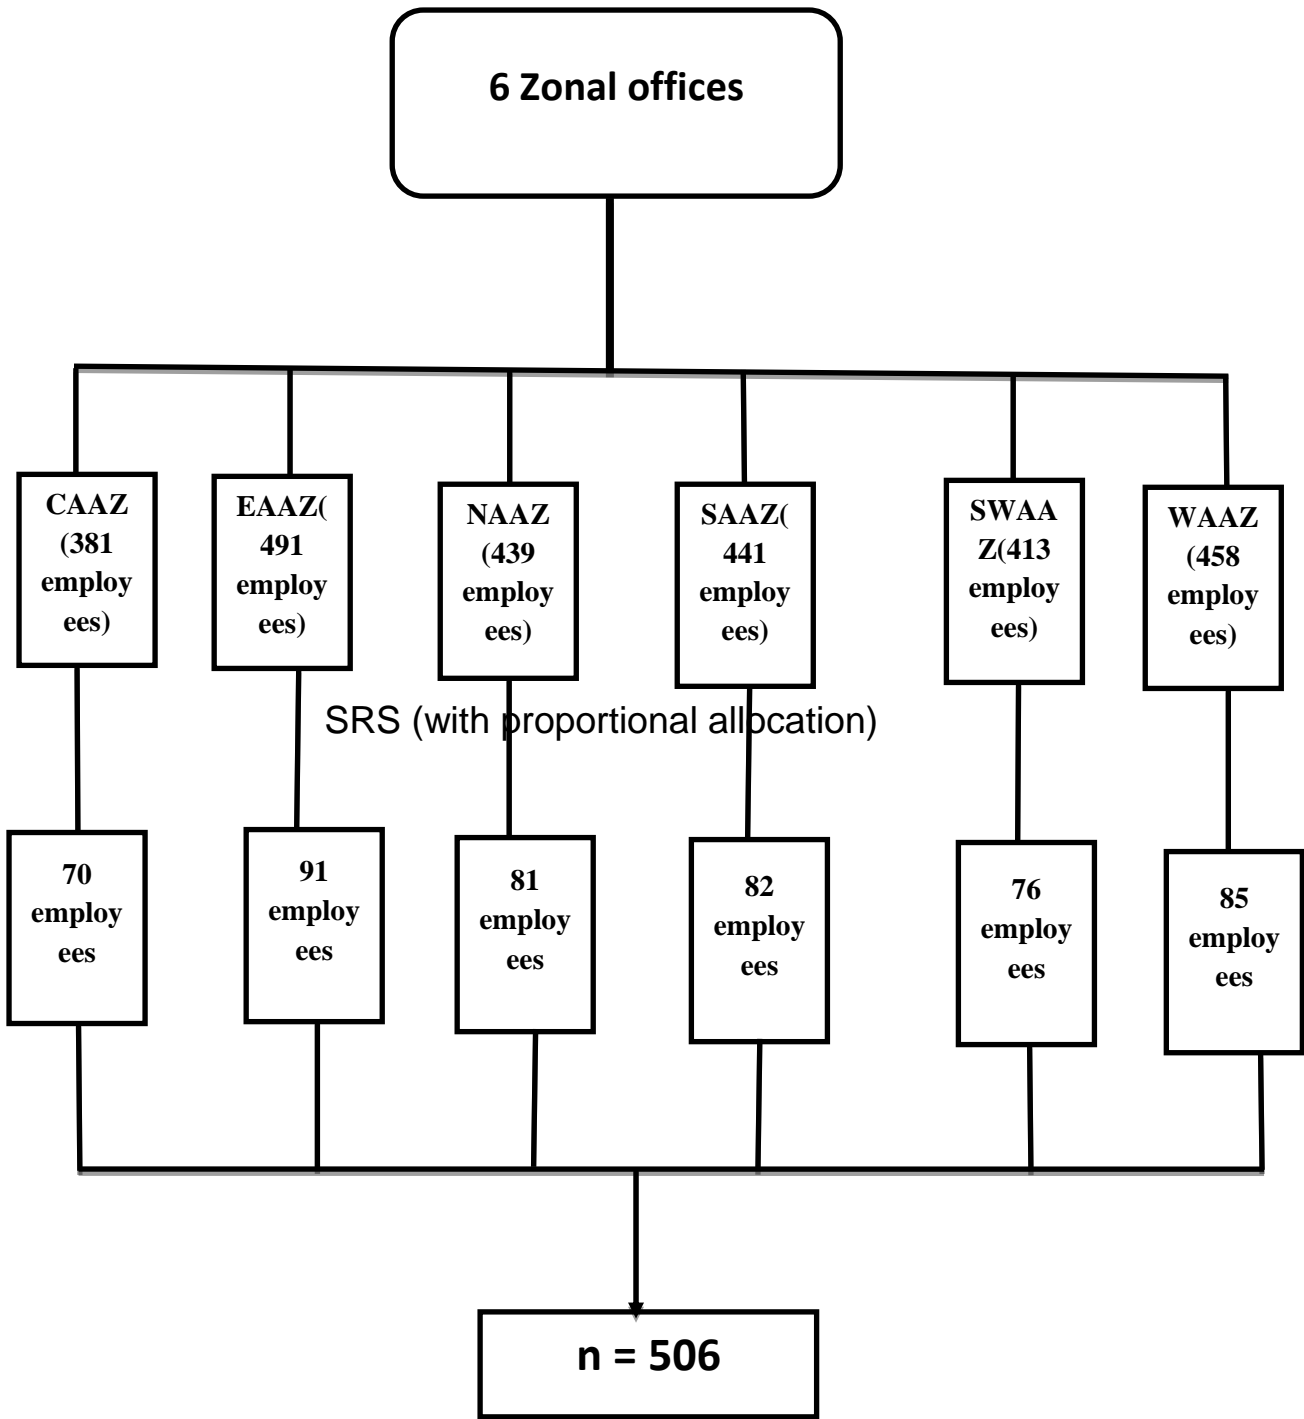 6 Zonal offices
CAAZ
(381
employ
ees)
EAAZ(
491
employ
ees)
NAAZ
(439
employ
ees)
SAAZ(
441
employ
ees)
SWAA
Z(413
employ
ees)
WAAZ
(458
employ
ees)
SRS (with proportional allocation)
70
employ
ees
91
employ
ees
81
employ
ees
82
employ
ees
76
employ
ees
85
employ
ees
n = 506